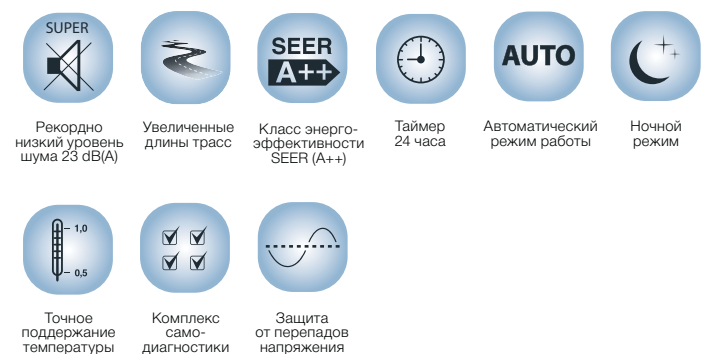 SUPER
Рекордно
низкий уровень
шума 23 dB(A)
Увеличенные
длины трасс
SEER
A++
Класс энерго-
эффективности
SEER (A++)
Таймер
24 часа
AUTO
Автоматический
режим работы
Ночной
режим
1,0
0,5
Точное
поддержание
температуры
Комплекс
само-
диагностики
Защита
от перепадов
напряжения